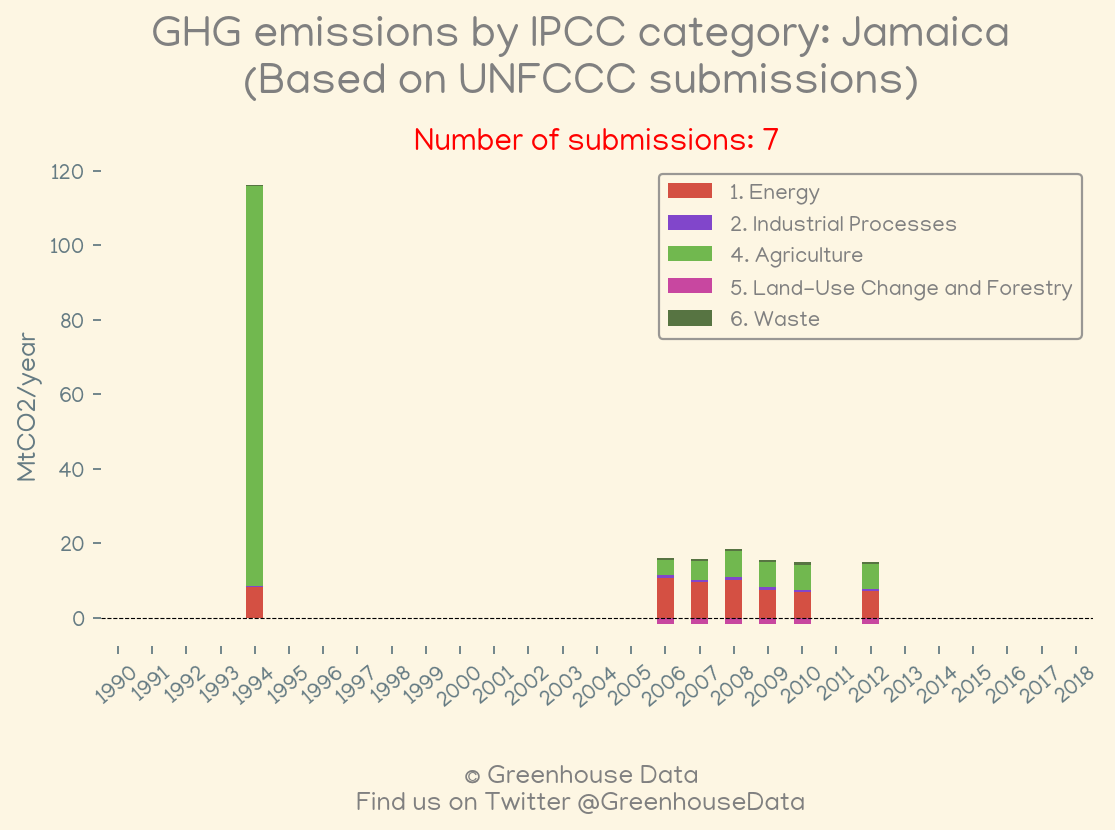 GHG emissions by IPCC category: Jamaica
(Based on UNFCCC submissions)
Number of submissions: 7
1. Energy
2. Industrial Processes
4. Agriculture
5. Land-Use Change and Forestry
6. Waste
MtCO2/year
120
100
80
60
40
20
0
1990 1991 1992 1993 1994 1995 1996 1997 1998 1999 2000 2001 2002 2003 2004 2005 2006 2007 2008 2009 2010 2011 2012 2013 2014 2015 2016 2017 2018
© Greenhouse Data
Find us on Twitter @GreenhouseData